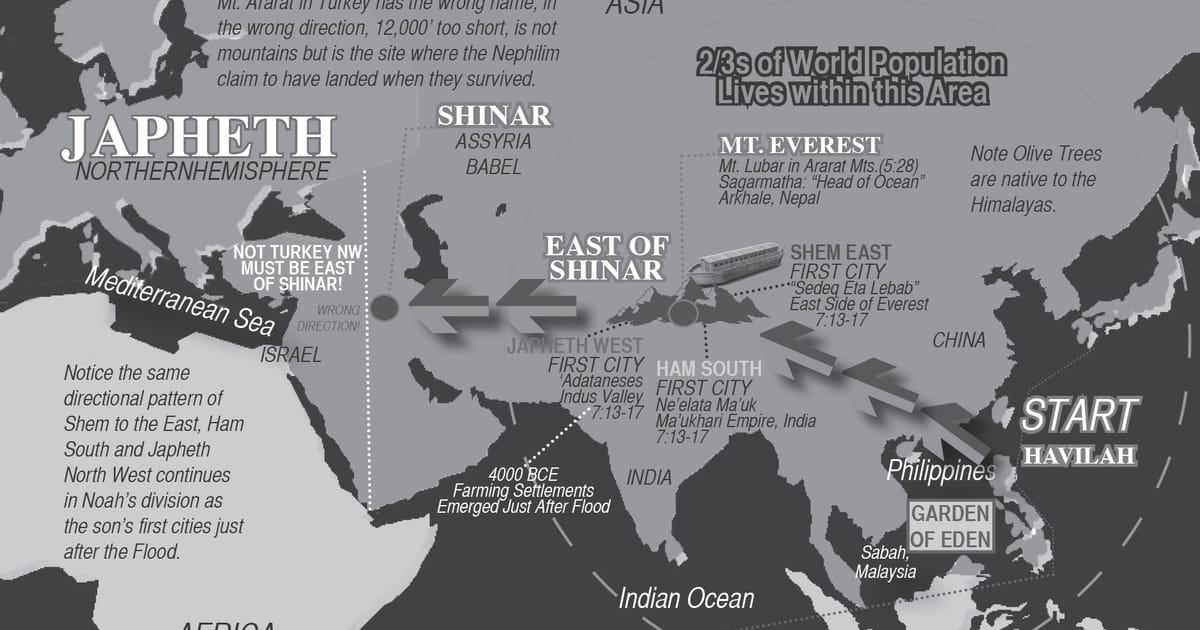 Mt. Ararat in Turkey has the wrong name, in
the wrong direction, 12,000' too short, is not
mountains but is the site where the Nephilim
claim to have landed when they survived.
ASIA
2/3s of World Population
Lives within this Area
JAPHETH
NORTHERNHEMISPHERE
SHINAR
ASSYRIA
BABEL
MT. EVEREST
Mt. Lubar in Ararat Mts.(5:28)
Sagarmatha: "Head of Ocean"
Arkhale, Nepal
Note Olive Trees
are native to the
Himalayas.
NOT TURKEY NW
MUST BE EAST
OF SHINAR!
WRONG
DIRECTION!
EAST OF
SHINAR
SHEM EAST
FIRST CITY
"Sedeq Eta Lebab"
East Side of Everest
7:13-17
Mediterranean Sea
ISRAEL
CHINA
JAPHETH WEST
FIRST CITY
'Adataneses
Indus Valley
7:13-17
HAM SOUTH
FIRST CITY
Ne'elata Ma'uk
Ma'ukhari Empire, India
7:13-17
Notice the same
directional pattern of
Shem to the East, Ham
South and Japheth
North West continues
in Noah's division as
the son's first cities just
after the Flood.
START
HAVILAH
4000 BCE
Farming Settlements
Emerged Just After Flood
INDIA
Philippines
GARDEN
OF EDEN
Sabah,
Malaysia
Indian Ocean
AFRICA